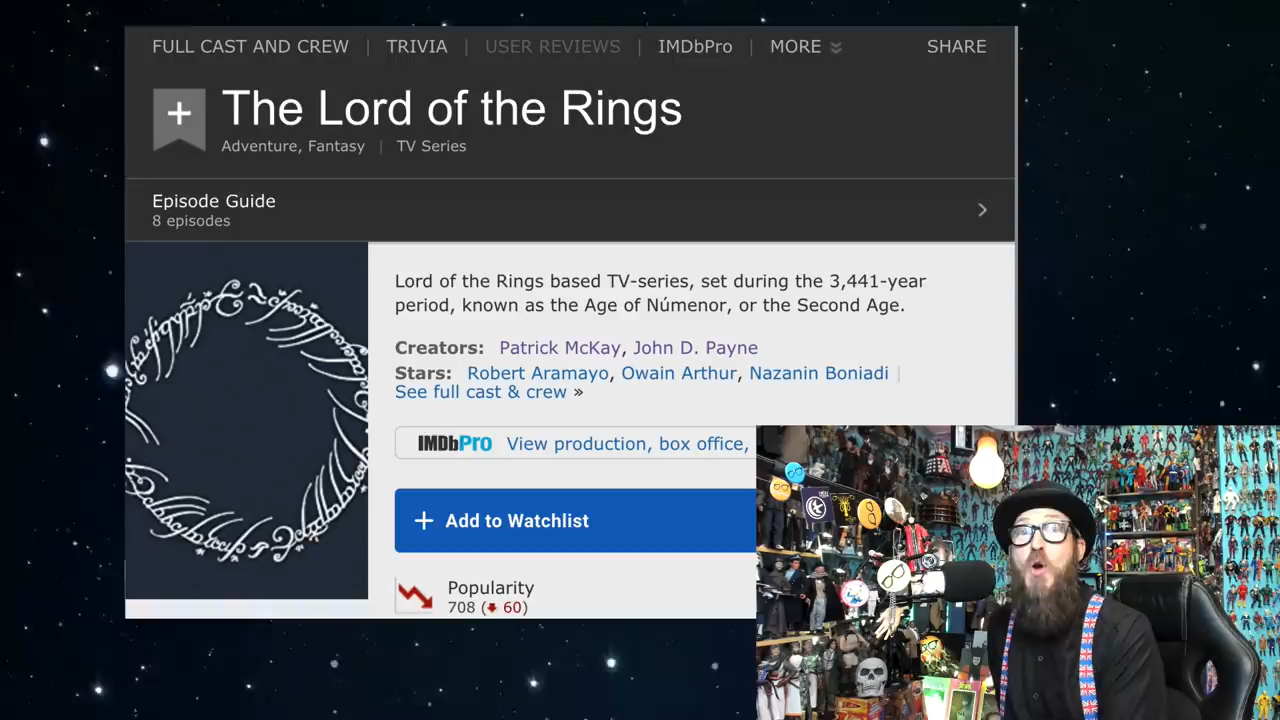 FULL CAST AND CREW | TRIVIA | USER REVIEWS | IMDbPro | MORE SHARE
+ The Lord of the Rings
Adventure, Fantasy | TV Series
Episode Guide
8 episodes
Lord of the Rings based TV-series, set during the 3,441-year
period, known as the Age of Númenor, or the Second Age.
Creators: Patrick McKay, John D. Payne
Stars: Robert Aramayo, Owain Arthur, Nazanin Boniadi |
See full cast & crew »
IMDbPro View production, box office,
+ Add to Watchlist
Popularity
708 (↓ 60)